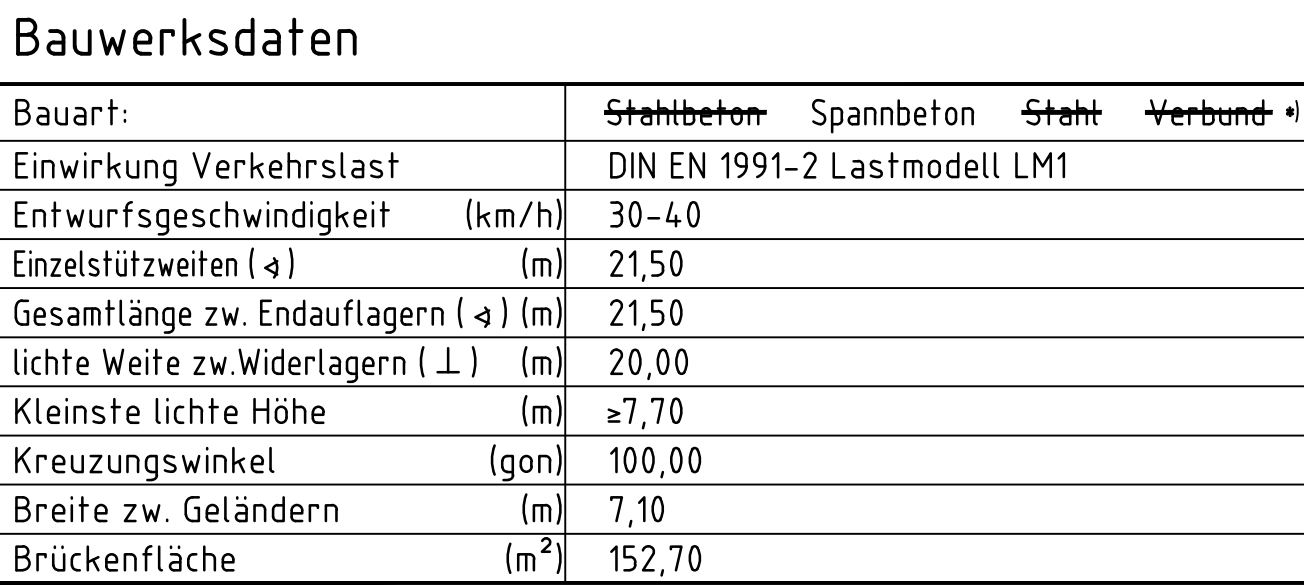 Bauwerksdaten
Bauart: Stahlbeton Spannbeton Stahl Verbund *)
Einwirkung Verkehrslast DIN EN 1991-2 Lastmodell LM1
Entwurfsgeschwindigkeit (km/h) 30-40
Einzelstützweiten (∢) (m) 21,50
Gesamtlänge zw. Endauflagern (∢) (m) 21,50
lichte Weite zw.Widerlagern (⊥) (m) 20,00
Kleinste lichte Höhe (m) ≥7,70
Kreuzungswinkel (gon) 100,00
Breite zw. Geländern (m) 7,10
Brückenfläche (m²) 152,70